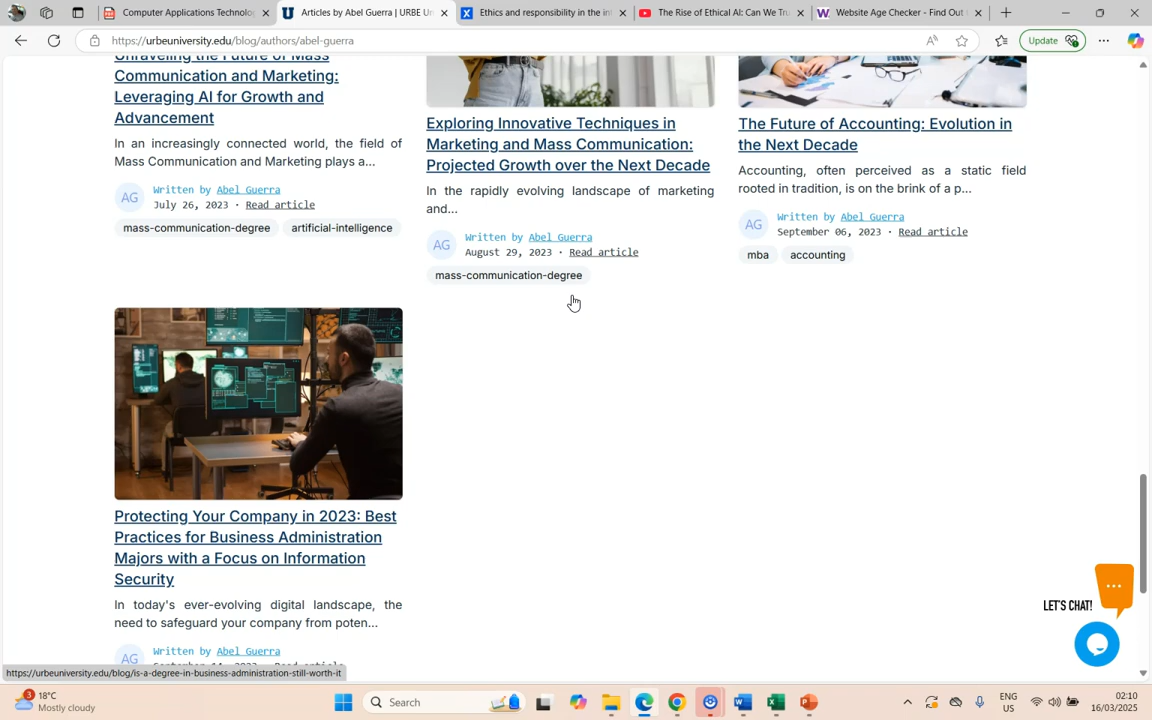 Computer Applications Technolog
Articles by Abel Guerra | URBE Un
Ethics and responsibility in the in
The Rise of Ethical AI: Can We Tru
Website Age Checker - Find Out
https://urbeuniversity.edu/blog/authors/abel-guerra
Update
Unraveling the Future of Mass
Communication and Marketing:
Leveraging AI for Growth and
Advancement
In an increasingly connected world, the field of
Mass Communication and Marketing plays a...
AG
Written by Abel Guerra
July 26, 2023 · Read article
mass-communication-degree
artificial-intelligence
Exploring Innovative Techniques in
Marketing and Mass Communication:
Projected Growth over the Next Decade
In the rapidly evolving landscape of marketing
and...
AG
Written by Abel Guerra
August 29, 2023 · Read article
mass-communication-degree
The Future of Accounting: Evolution in
the Next Decade
Accounting, often perceived as a static field
rooted in tradition, is on the brink of a p...
AG
Written by Abel Guerra
September 06, 2023 · Read article
mba
accounting
Protecting Your Company in 2023: Best
Practices for Business Administration
Majors with a Focus on Information
Security
In today's ever-evolving digital landscape, the
need to safeguard your company from poten...
AG
Written by Abel Guerra
September 14, 2023 · Read article
LET'S CHAT!
https://urbeuniversity.edu/blog/is-a-degree-in-business-administration-still-worth-it
3
18°C
Mostly cloudy
Search
ENG
US
02:10
16/03/2025